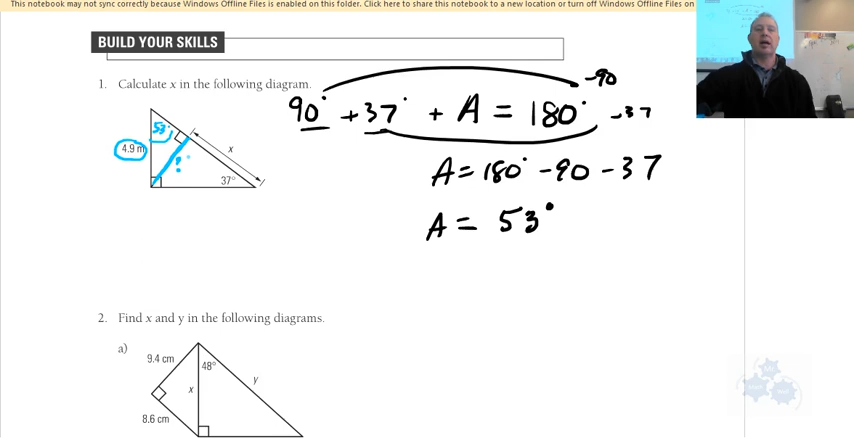 This notebook may not sync correctly because Windows Offline Files is enabled on this folder. Click here to share this notebook to a new location or turn off Windows Offline Files on
BUILD YOUR SKILLS
1. Calculate x in the following diagram.
-90
90° + 37° + A = 180° -37
53°
4.9 m
x
?
37°
A = 180° - 90 - 37
A = 53°
2. Find x and y in the following diagrams.
a)
9.4 cm
48°
y
x
8.6 cm